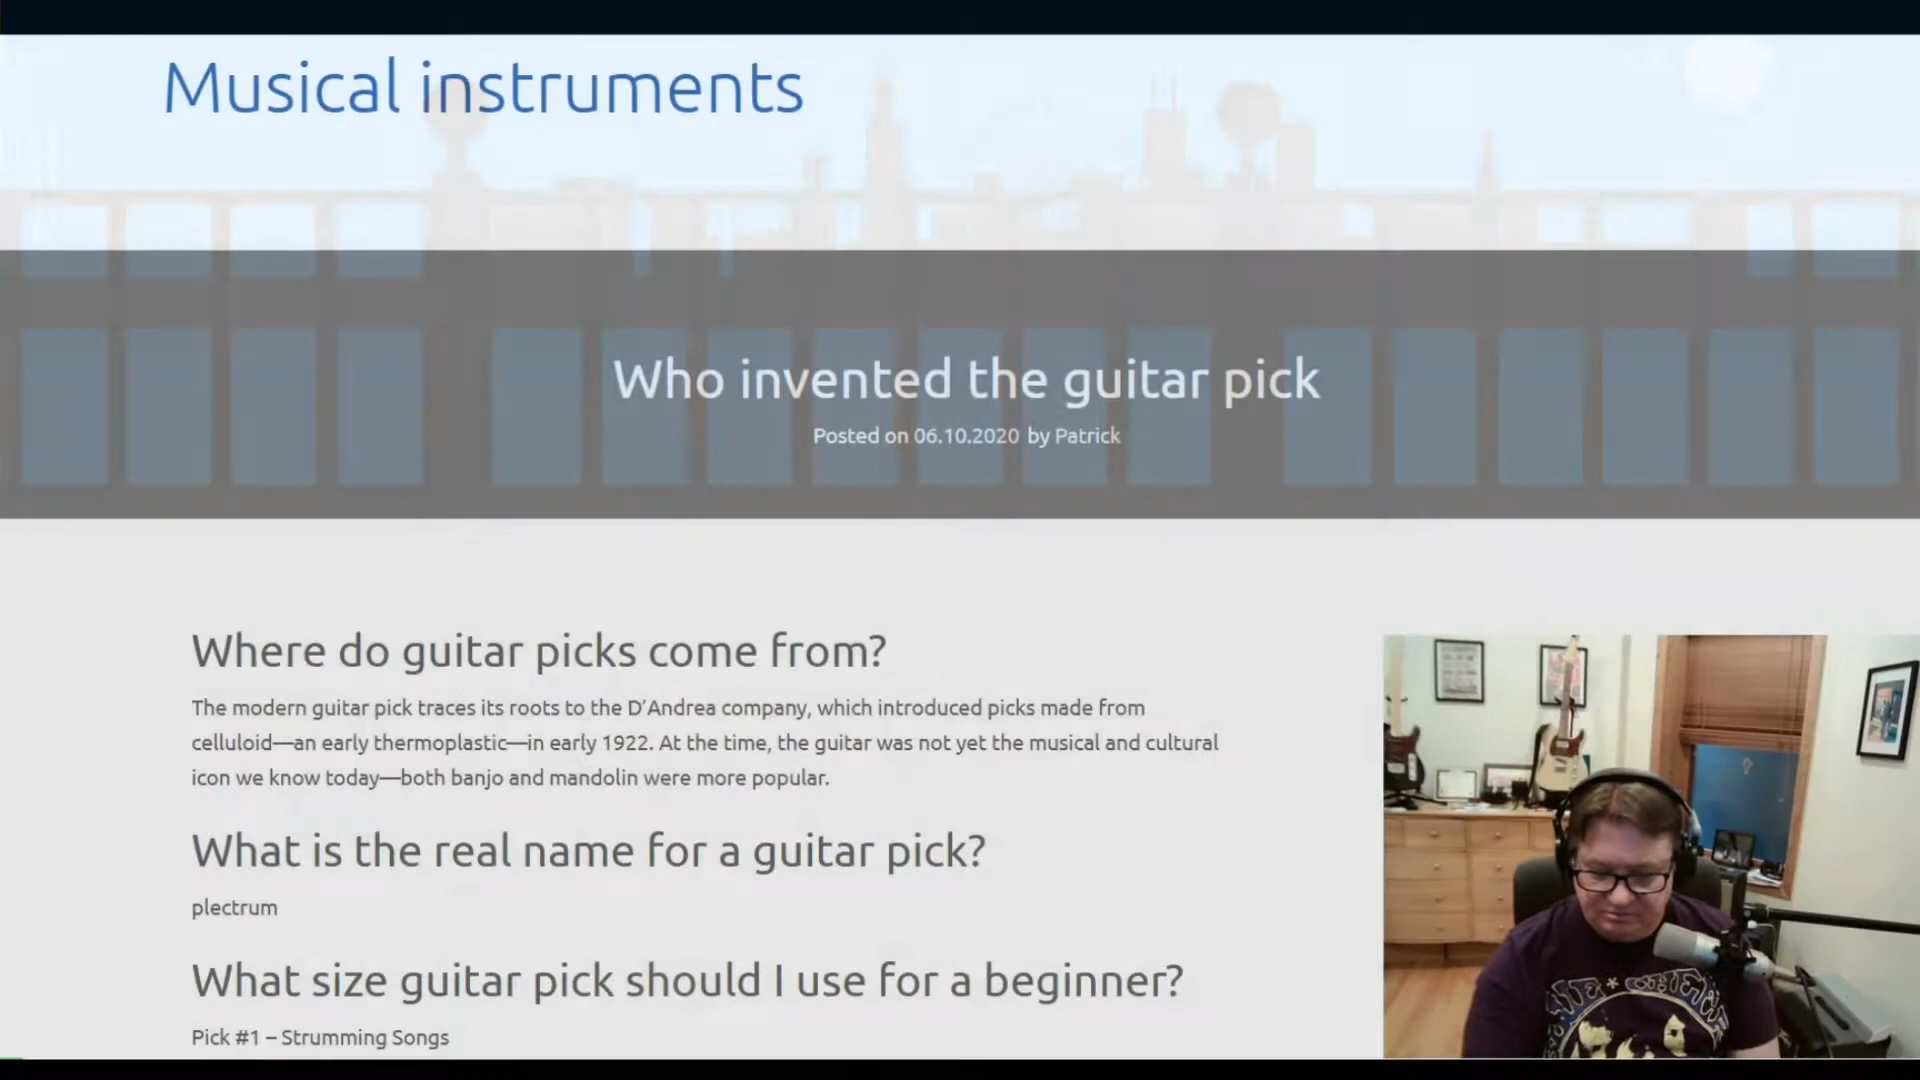 Musical instruments
Who invented the guitar pick
Posted on 06.10.2020 by Patrick
Where do guitar picks come from?
The modern guitar pick traces its roots to the D’Andrea company, which introduced picks made from
celluloid—an early thermoplastic—in early 1922. At the time, the guitar was not yet the musical and cultural
icon we know today—both banjo and mandolin were more popular.
What is the real name for a guitar pick?
plectrum
What size guitar pick should I use for a beginner?
Pick #1 – Strumming Songs